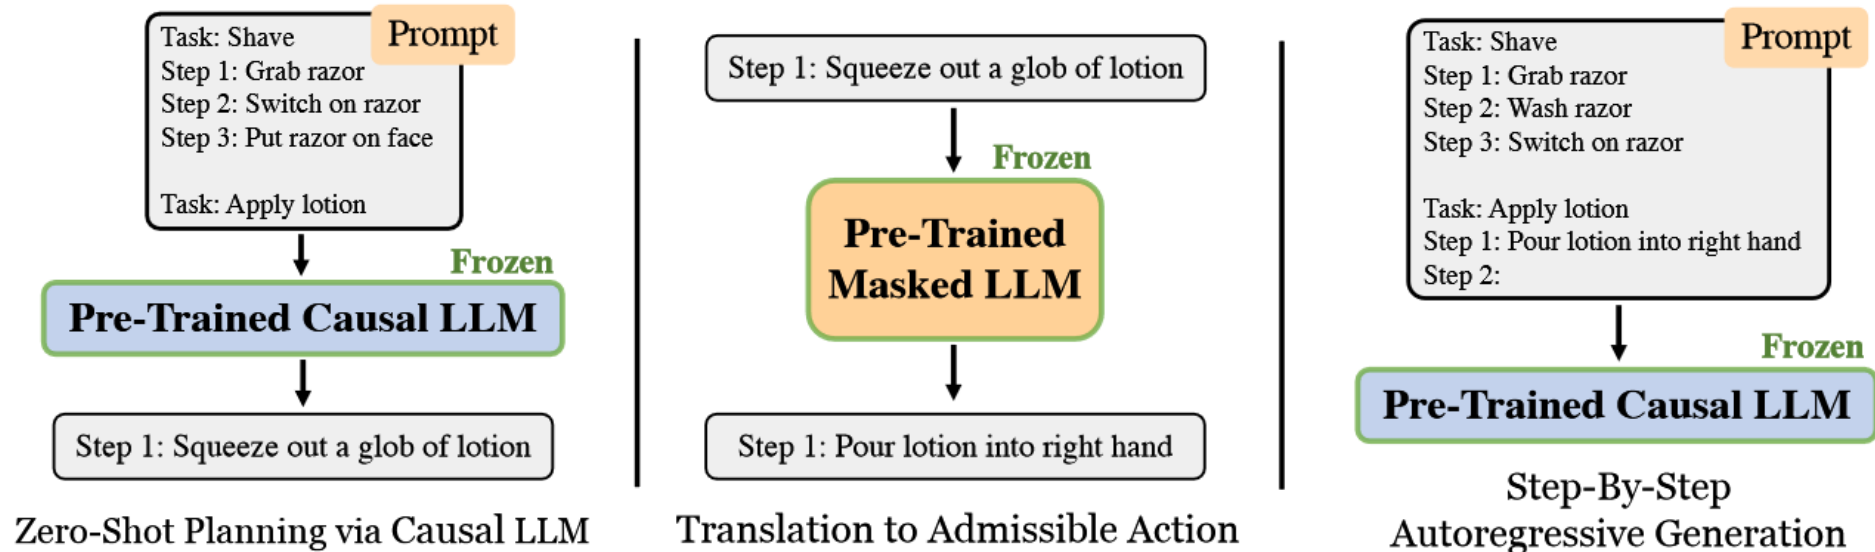 Prompt
Task: Shave
Step 1: Grab razor
Step 2: Switch on razor
Step 3: Put razor on face
Task: Apply lotion
Frozen
Pre-Trained Causal LLM
Step 1: Squeeze out a glob of lotion
Zero-Shot Planning via Causal LLM
Step 1: Squeeze out a glob of lotion
Frozen
Pre-Trained
Masked LLM
Step 1: Pour lotion into right hand
Translation to Admissible Action
Prompt
Task: Shave
Step 1: Grab razor
Step 2: Wash razor
Step 3: Switch on razor
Task: Apply lotion
Step 1: Pour lotion into right hand
Step 2:
Frozen
Pre-Trained Causal LLM
Step-By-Step
Autoregressive Generation